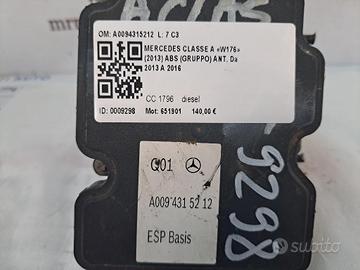 OM: A0094315212 L: 7 C3
MERCEDES CLASSE A «W176»
(2013) ABS (GRUPPO) ANT. Da
2013 A 2016
CC 1796 diesel
ID: 0009298 Mot: 651901 140,00 €
G01
A009 431 52 12
ESP Basis
-9298
subito